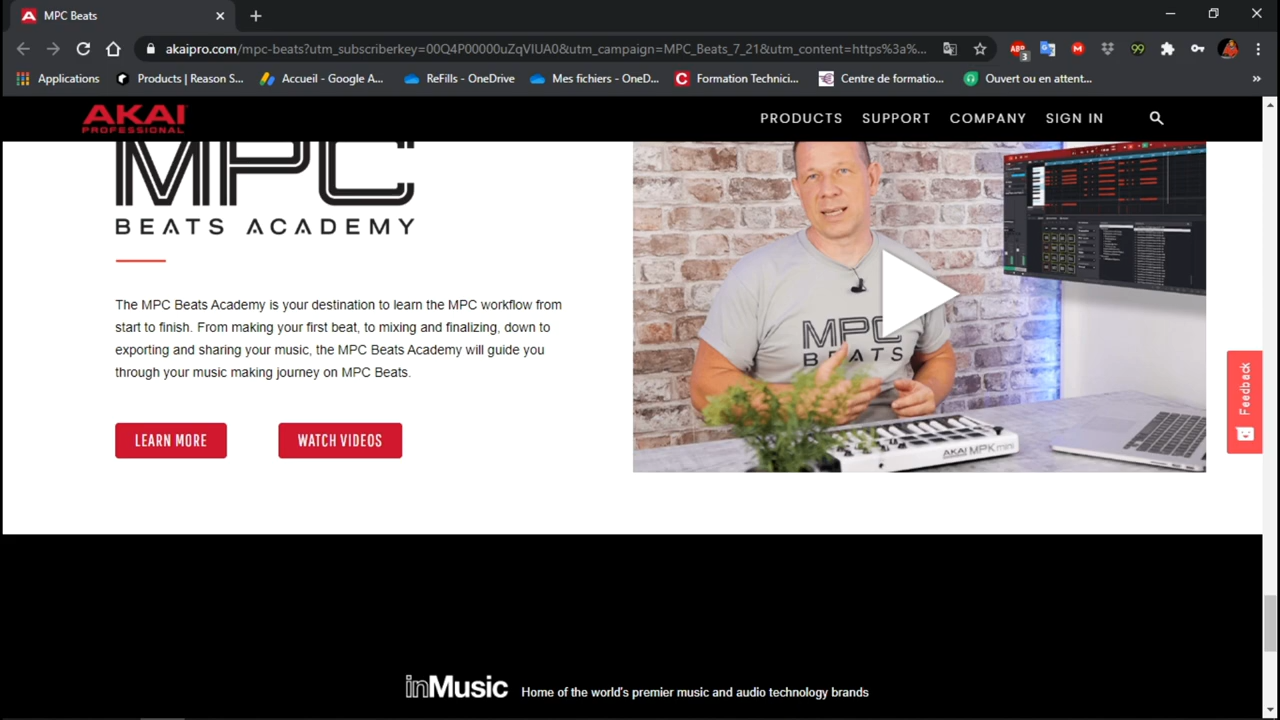 MPC Beats
akaipro.com/mpc-beats?utm_subscriberkey=00Q4P00000uZqVIUA0&utm_campaign=MPC_Beats_7_21&utm_content=https%3a%...
3
99
Applications
Products | Reason S...
Accueil - Google A...
ReFills - OneDrive
Mes fichiers - OneD...
Formation Technici...
Centre de formatio...
Ouvert ou en attent...
AKAI
PROFESSIONAL
PRODUCTS
SUPPORT
COMPANY
SIGN IN
MPC
BEATS ACADEMY
The MPC Beats Academy is your destination to learn the MPC workflow from
start to finish. From making your first beat, to mixing and finalizing, down to
exporting and sharing your music, the MPC Beats Academy will guide you
through your music making journey on MPC Beats.
LEARN MORE
WATCH VIDEOS
MPC
BEATS
AKAI MPK mini
Feedback
inMusic
Home of the world's premier music and audio technology brands